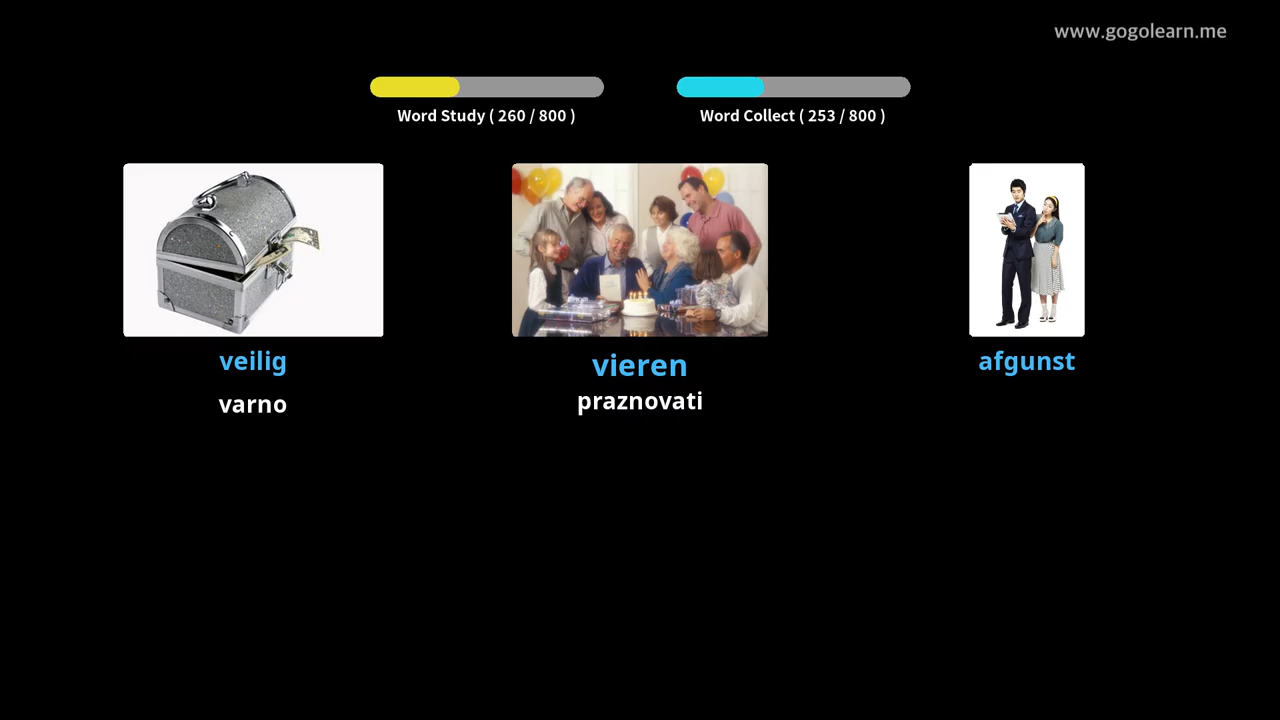 www.gogolearn.me
Word Study ( 260 / 800 )
Word Collect ( 253 / 800 )
veilig
varno
vieren
praznovati
afgunst